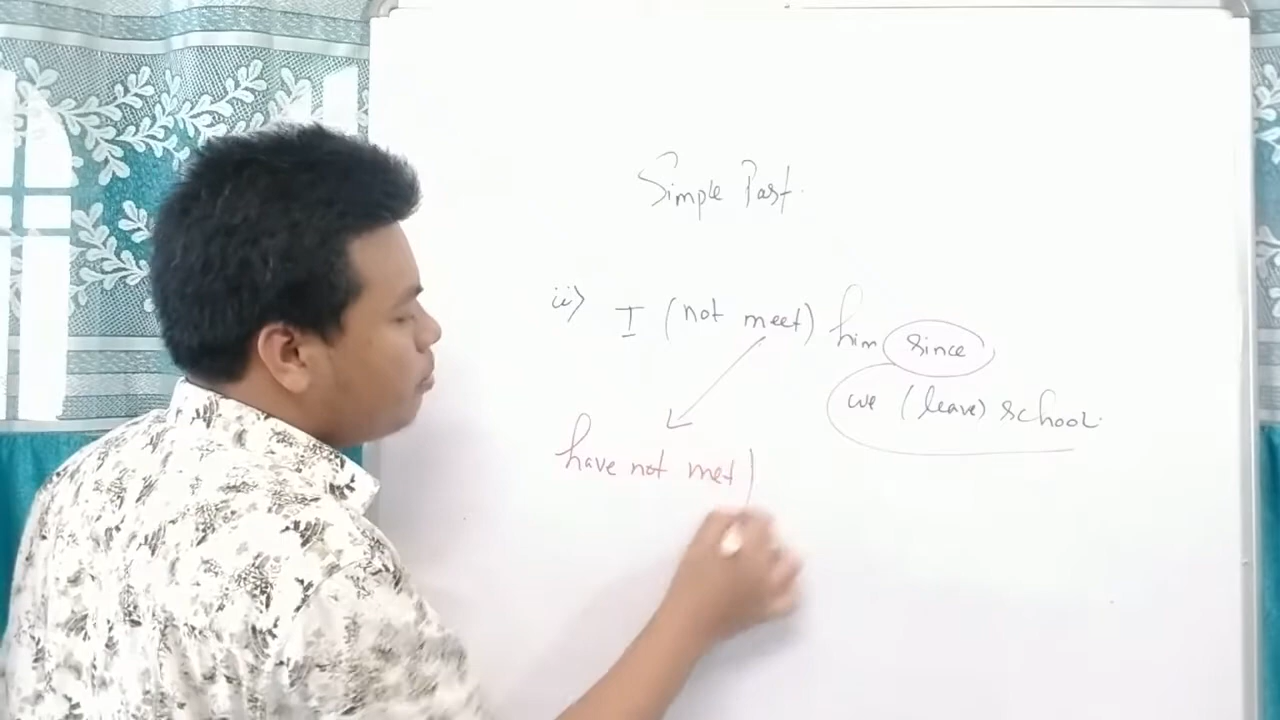 Simple Past.
ii) I (not meet) him since
we (leave) school.
have not met